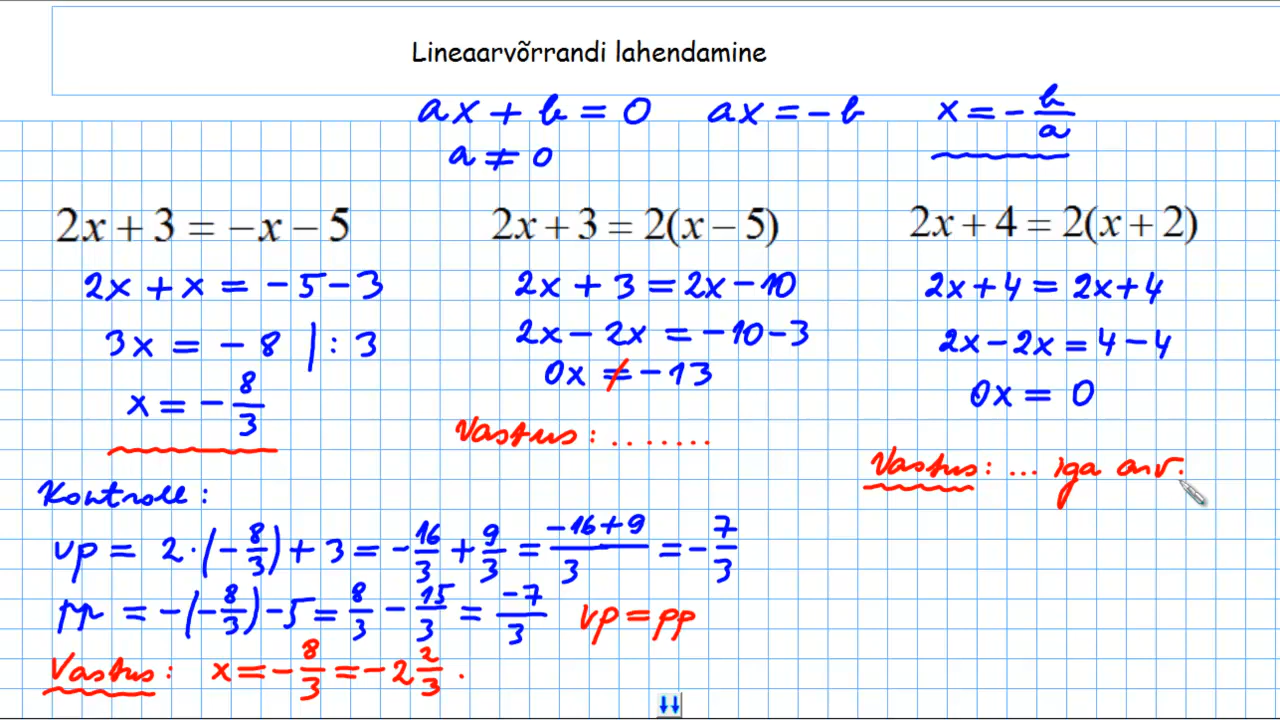 Lineaarvõrrandi lahendamine
ax + b = 0 ax = - b x = - b/a
a ≠ 0
2x + 3 = -x - 5
2x + x = -5 - 3
3x = -8 | : 3
x = - 8/3
Kontroll:
vp = 2 · (- 8/3) + 3 = - 16/3 + 9/3 = (-16 + 9)/3 = - 7/3
pp = -(- 8/3) - 5 = 8/3 - 15/3 = -7/3 vp = pp
Vastus: x = - 8/3 = -2 2/3.
2x + 3 = 2(x - 5)
2x + 3 = 2x - 10
2x - 2x = -10 - 3
0x ≠ -13
Vastus: .......
2x + 4 = 2(x + 2)
2x + 4 = 2x + 4
2x - 2x = 4 - 4
0x = 0
Vastus: ... iga arv.